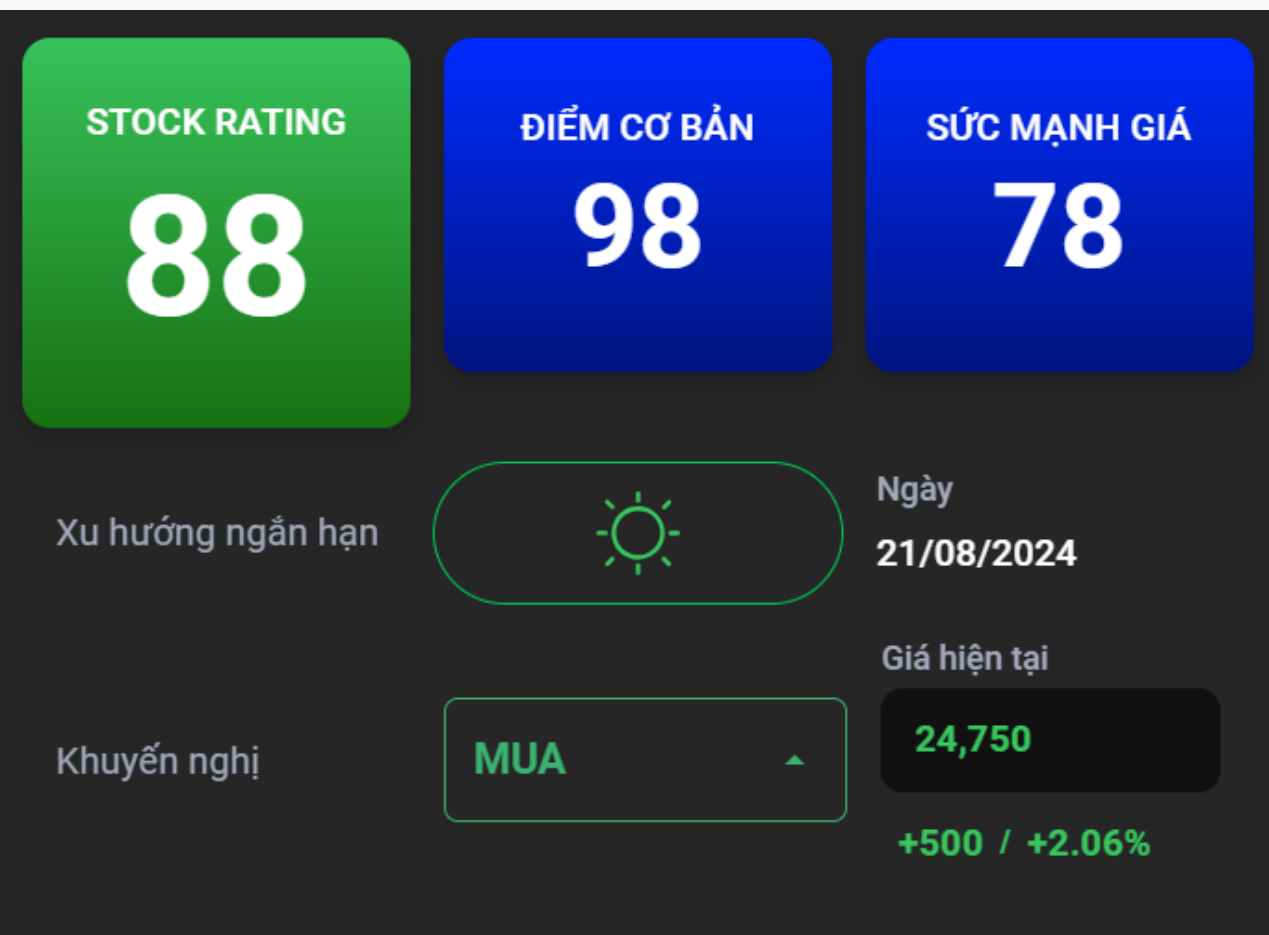 STOCK RATING
88
ĐIỂM CƠ BẢN
98
SỨC MẠNH GIÁ
78
Xu hướng ngắn hạn
Ngày
21/08/2024
Khuyến nghị
MUA
Giá hiện tại
24,750
+500 / +2.06%